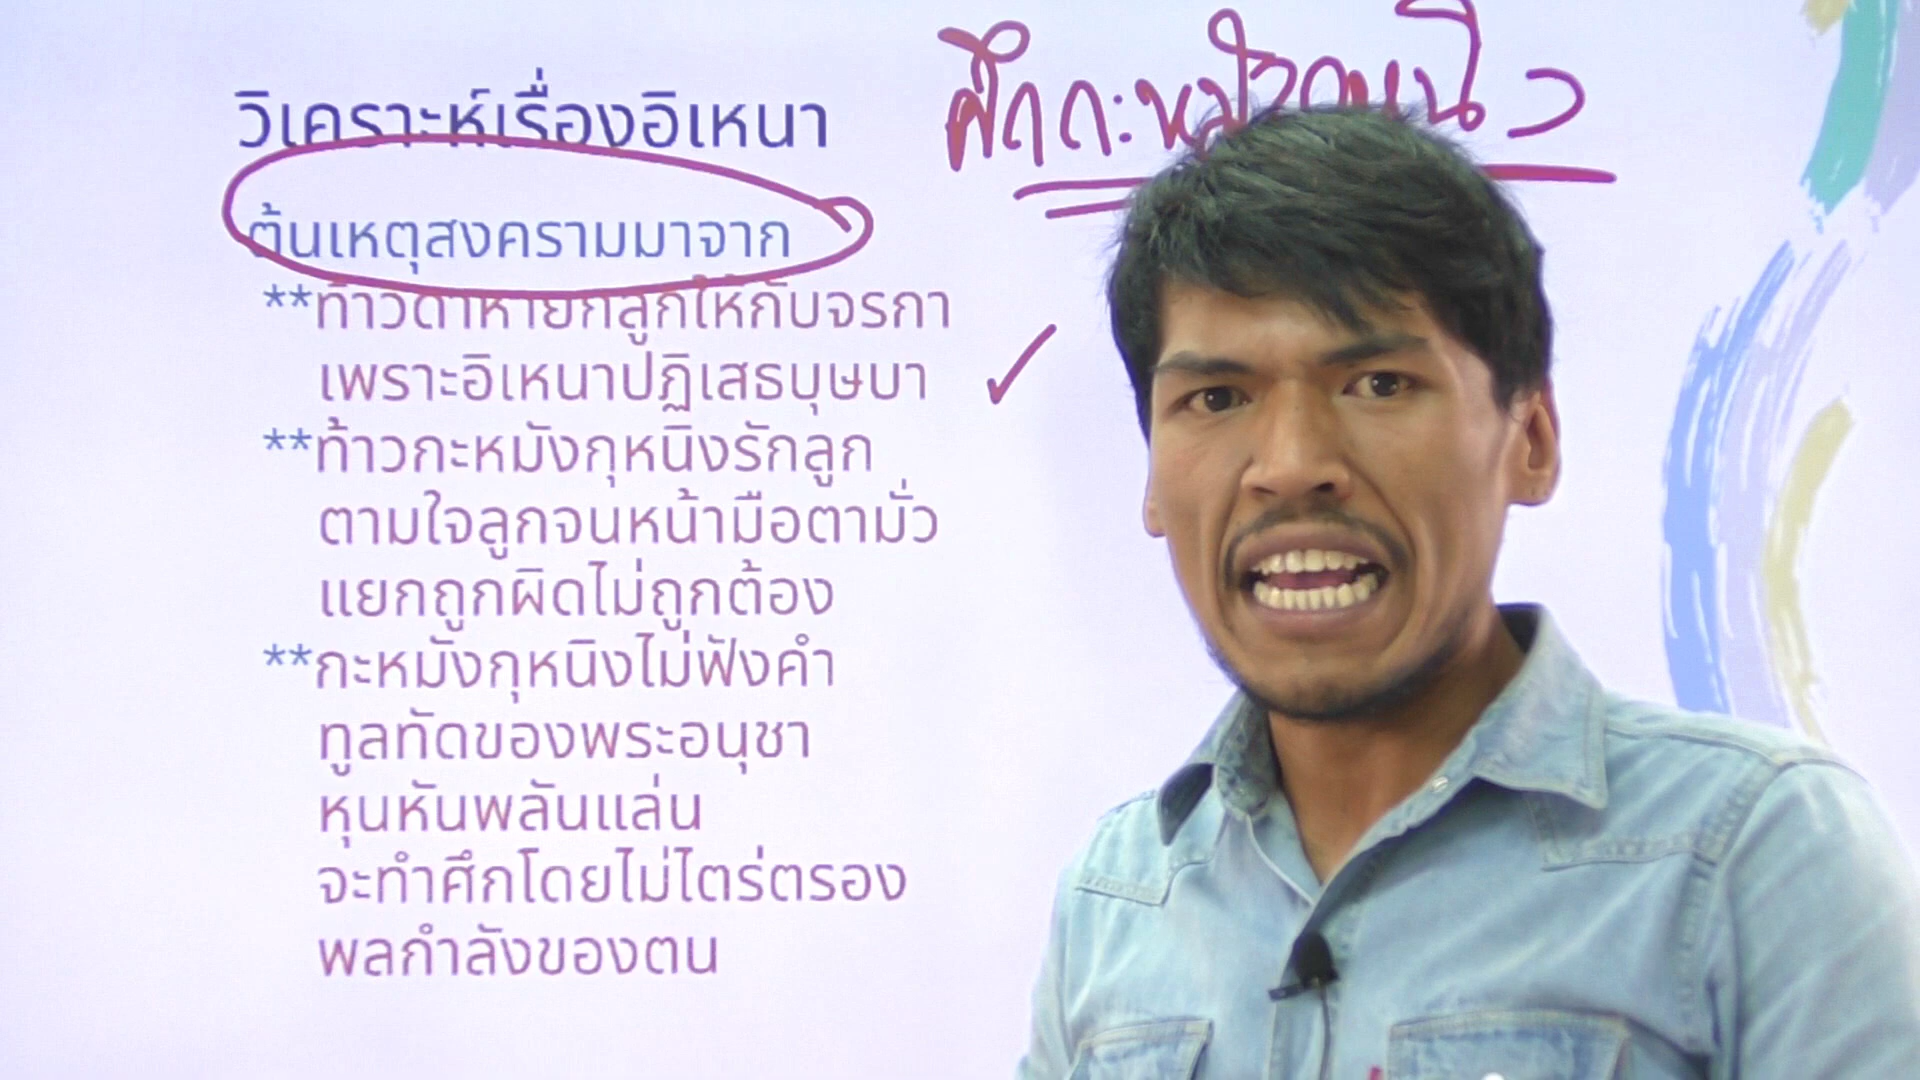 วิเคราะห์เรื่องอิเหนา
ต้นเหตุสงครามมาจาก
**ท้าวดาหายกลูกให้กับจรกา
เพราะอิเหนาปฏิเสธบุษบา
**ท้าวกะหมังกุหนิงรักลูก
ตามใจลูกจนหน้ามืดตามัว
แยกถูกผิดไม่ถูกต้อง
**กะหมังกุหนิงไม่ฟังคำ
ทูลทัดของพระอนุชา
หุนหันพลันแล่น
จะทำศึกโดยไม่ไตร่ตรอง
พลกำลังของตน
ศึกกะหมังกุหนิง